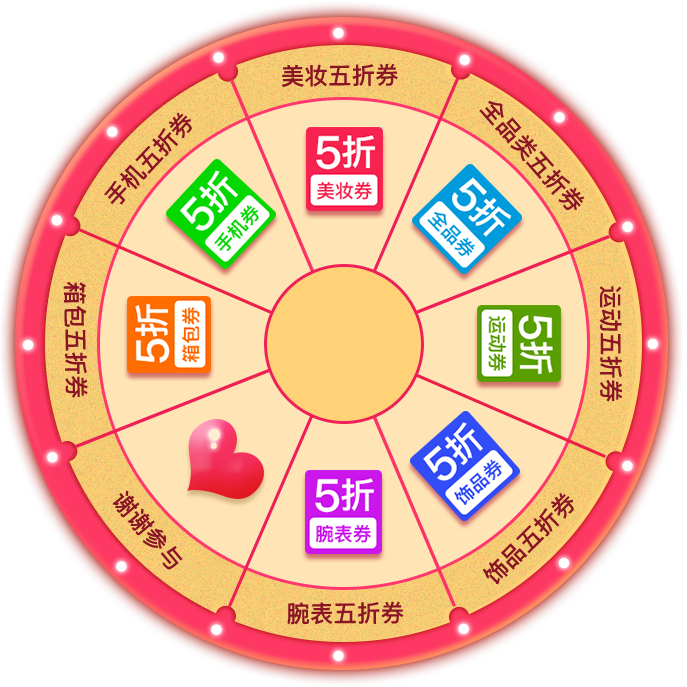 美妆五折券
5折
美妆券
全品类五折券
5折
全品券
运动五折券
5折
运动券
饰品五折券
5折
饰品券
腕表五折券
5折
腕表券
谢谢参与
箱包五折券
5折
箱包券
手机五折券
5折
手机券